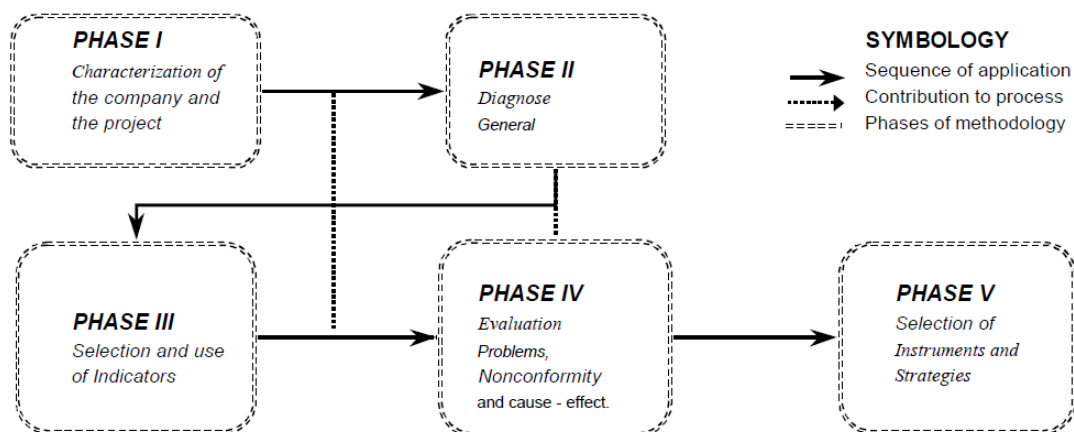 PHASE I
Characterization of
the company and
the project
PHASE II
Diagnose
General
SYMBOLOGY
Sequence of application
Contribution to process
Phases of methodology
PHASE III
Selection and use
of Indicators
PHASE IV
Evaluation
Problems,
Nonconformity
and cause - effect.
PHASE V
Selection of
Instruments and
Strategies